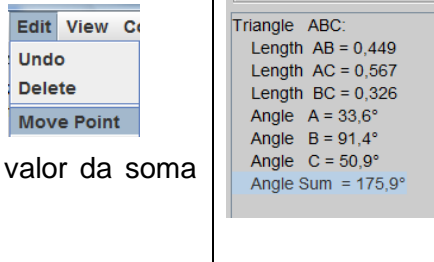 Edit View C
Undo
Delete
Move Point
valor da soma
Triangle ABC:
Length AB = 0,449
Length AC = 0,567
Length BC = 0,326
Angle A = 33,6°
Angle B = 91,4°
Angle C = 50,9°
Angle Sum = 175,9°